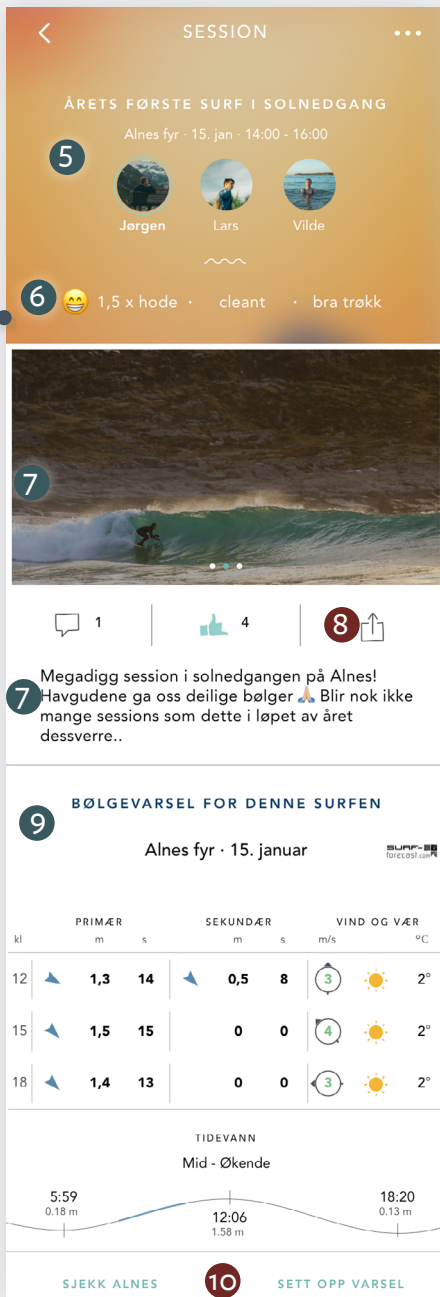 SESSION
ÅRETS FØRSTE SURF I SOLNEDGANG
Alnes fyr · 15. jan · 14:00 - 16:00
5
Jørgen Lars Vilde
6 1,5 x hode · cleant · bra trøkk
7
1 4 8
Megadigg session i solnedgangen på Alnes!
7 Havgudene ga oss deilige bølger 🙏🏼 Blir nok ikke
mange sessions som dette i løpet av året
dessverre..
BØLGEVARSEL FOR DENNE SURFEN
9
Alnes fyr · 15. januar SURF-
forecast.com
PRIMÆR SEKUNDÆR VIND OG VÆR
kl m s m s m/s °C
12 1,3 14 0,5 8 3 2°
15 1,5 15 0 0 4 2°
18 1,4 13 0 0 3 2°
TIDEVANN
Mid - Økende
5:59 18:20
0.18 m 0.13 m
12:06
1.58 m
SJEKK ALNES 10 SETT OPP VARSEL